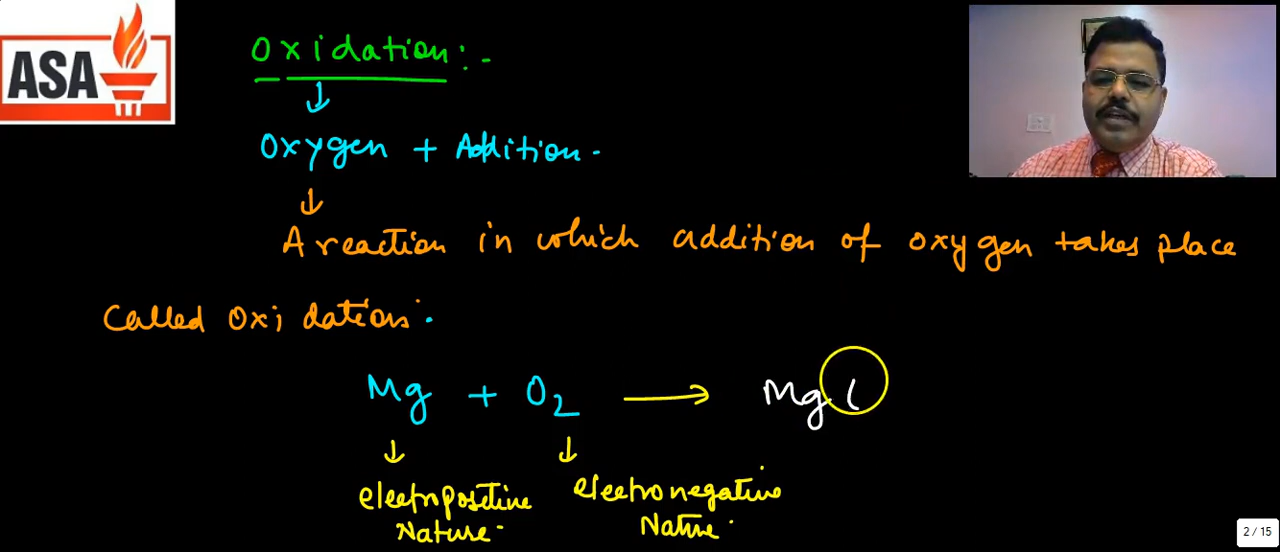 ASA
Oxidation:-
↓
Oxygen + Addition.
↓
A reaction in which addition of oxygen takes place
Called Oxidation.
Mg + O2 → Mg (
↓ ↓
electropositive electronegative
Nature. Nature.
2 / 15